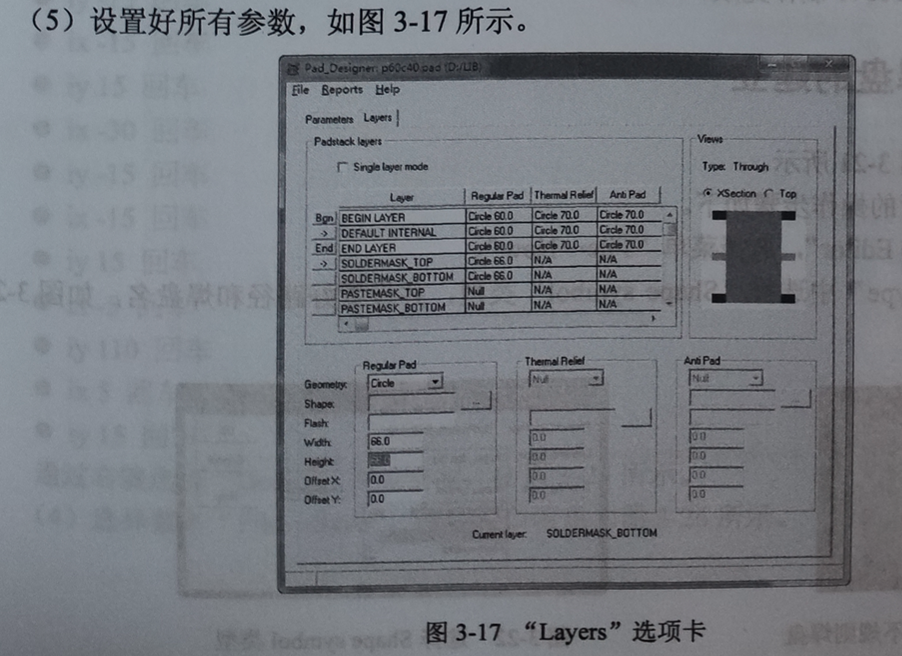 （5）设置好所有参数，如图 3-17 所示。
Pad_Designer: p60c40.pad (D:/LIB)
File Reports Help
Parameters Layers
Padstack layers
Views
Single layer mode
Type: Through
XSection Top
Layer Regular Pad Thermal Relief Anti Pad
Bgn BEGIN LAYER Circle 60.0 Circle 70.0 Circle 70.0
-> DEFAULT INTERNAL Circle 60.0 Circle 70.0 Circle 70.0
End END LAYER Circle 60.0 Circle 70.0 Circle 70.0
-> SOLDERMASK_TOP Circle 66.0 N/A N/A
SOLDERMASK_BOTTOM Circle 66.0 N/A N/A
PASTEMASK_TOP Null N/A N/A
PASTEMASK_BOTTOM Null N/A N/A
Regular Pad Thermal Relief Anti Pad
Geometry: Circle Null Null
Shape: ... ...
Flash:
Width: 66.0 0.0 0.0
Height: 0.0 0.0
Offset X: 0.0 0.0 0.0
Offset Y: 0.0 0.0 0.0
Current layer: SOLDERMASK_BOTTOM
图 3-17 “Layers”选项卡